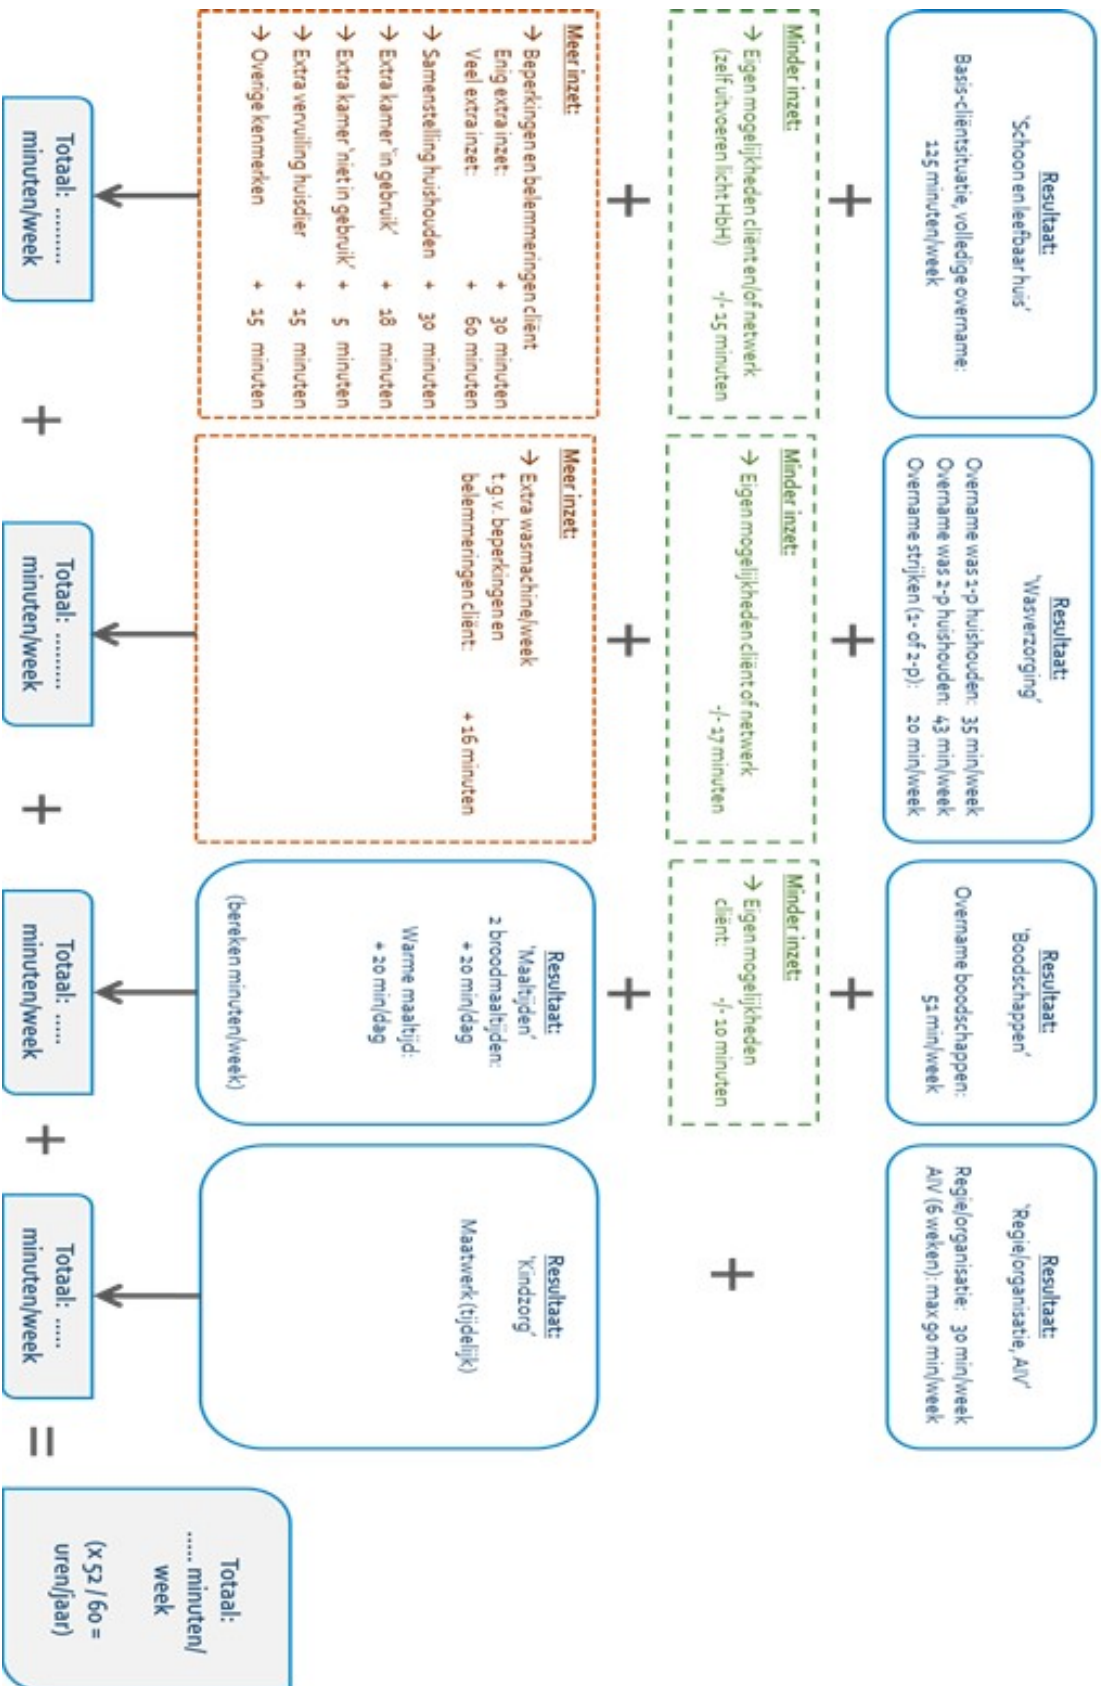 Resultaat:
'Schoon en leefbaar huis'
Basis-cliëntsituatie, volledige overname:
125 minuten/week
+
Minder inzet:
→ Eigen mogelijkheden cliënten/of netwerk
(zelf uitvoeren licht HbH) -/- 15 minuten
+
Meer inzet:
→ Beperkingen en belemmeringen cliënt
Enig extra inzet: + 30 minuten
Veel extra inzet: + 60 minuten
→ Samenstelling huishouden + 30 minuten
→ Extra kamer 'in gebruik' + 18 minuten
→ Extra kamer 'niet in gebruik' + 5 minuten
→ Extra vervuiling huisdier + 15 minuten
→ Overige kenmerken + 15 minuten
Totaal: .........
minuten/week
+
Resultaat:
'Wasverzorging'
Overname was 1-p huishouden: 35 min/week
Overname was 2-p huishouden: 43 min/week
Overname strijken (1- of 2-p): 20 min/week
+
Minder inzet:
→ Eigen mogelijkheden cliënt of netwerk
-/- 17 minuten
+
Meer inzet:
→ Extra wasmachine/week
t.g.v. beperkingen en
belemmeringen cliënt: + 16 minuten
Totaal: .........
minuten/week
+
Resultaat:
'Boodschappen'
Overname boodschappen:
51 min/week
+
Minder inzet:
→ Eigen mogelijkheden
cliënt: -/- 10 minuten
+
Resultaat:
'Maaltijden'
2 broodmaaltijden:
+ 20 min/dag
Warme maaltijd:
+ 20 min/dag
(bereken minuten/week)
Totaal: .....
minuten/week
+
Resultaat:
'Regie/organisatie, AIV'
Regie/organisatie: 30 min/week
AIV (6 weken): max 90 min/week
+
Resultaat:
'Kindzorg'
Maatwerk (tijdelijk)
Totaal: .....
minuten/week
=
Totaal:
..... minuten/
week
(x 52 / 60 =
uren/jaar)